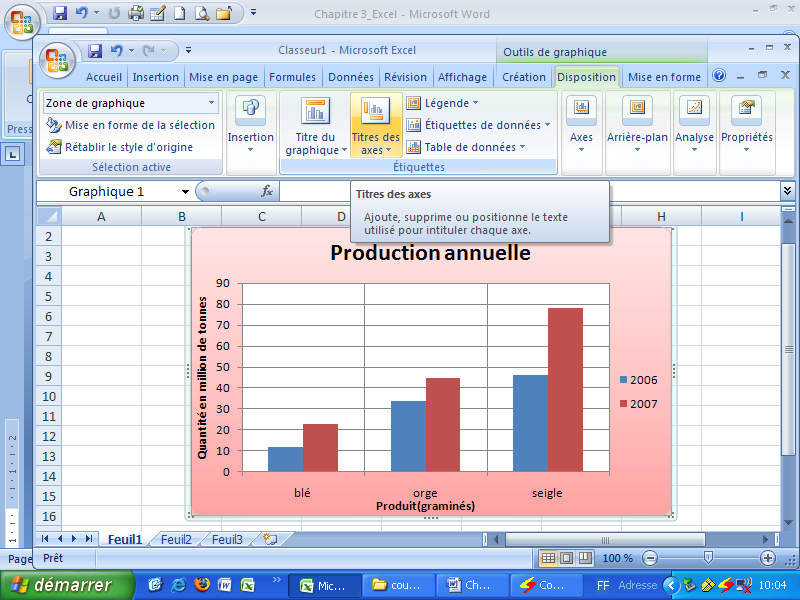 Chapitre 3_Excel - Microsoft Word
Classeur1 - Microsoft Excel
Outils de graphique
Accueil Insertion Mise en page Formules Données Révision Affichage Création Disposition Mise en forme
Zone de graphique
Mise en forme de la sélection
Rétablir le style d'origine
Sélection active
Insertion
Titre du graphique
Titres des axes
Légende
Étiquettes de données
Table de données
Étiquettes
Axes
Arrière-plan
Analyse
Propriétés
Press
Graphique 1
fx
Titres des axes
Ajoute, supprime ou positionne le texte
utilisé pour intituler chaque axe.
A B C D H I
2
3
4
5
6
7
8
9
10
11
12
13
14
15
16
Production annuelle
Quantité en million de tonnes
90
80
70
60
50
40
30
20
10
0
blé orge seigle
Produit(graminés)
2006
2007
Feuil1 Feuil2 Feuil3
Page
Prêt
100 %
démarrer
Mic...
cou...
Ch...
Co...
FF
Adresse
10:04